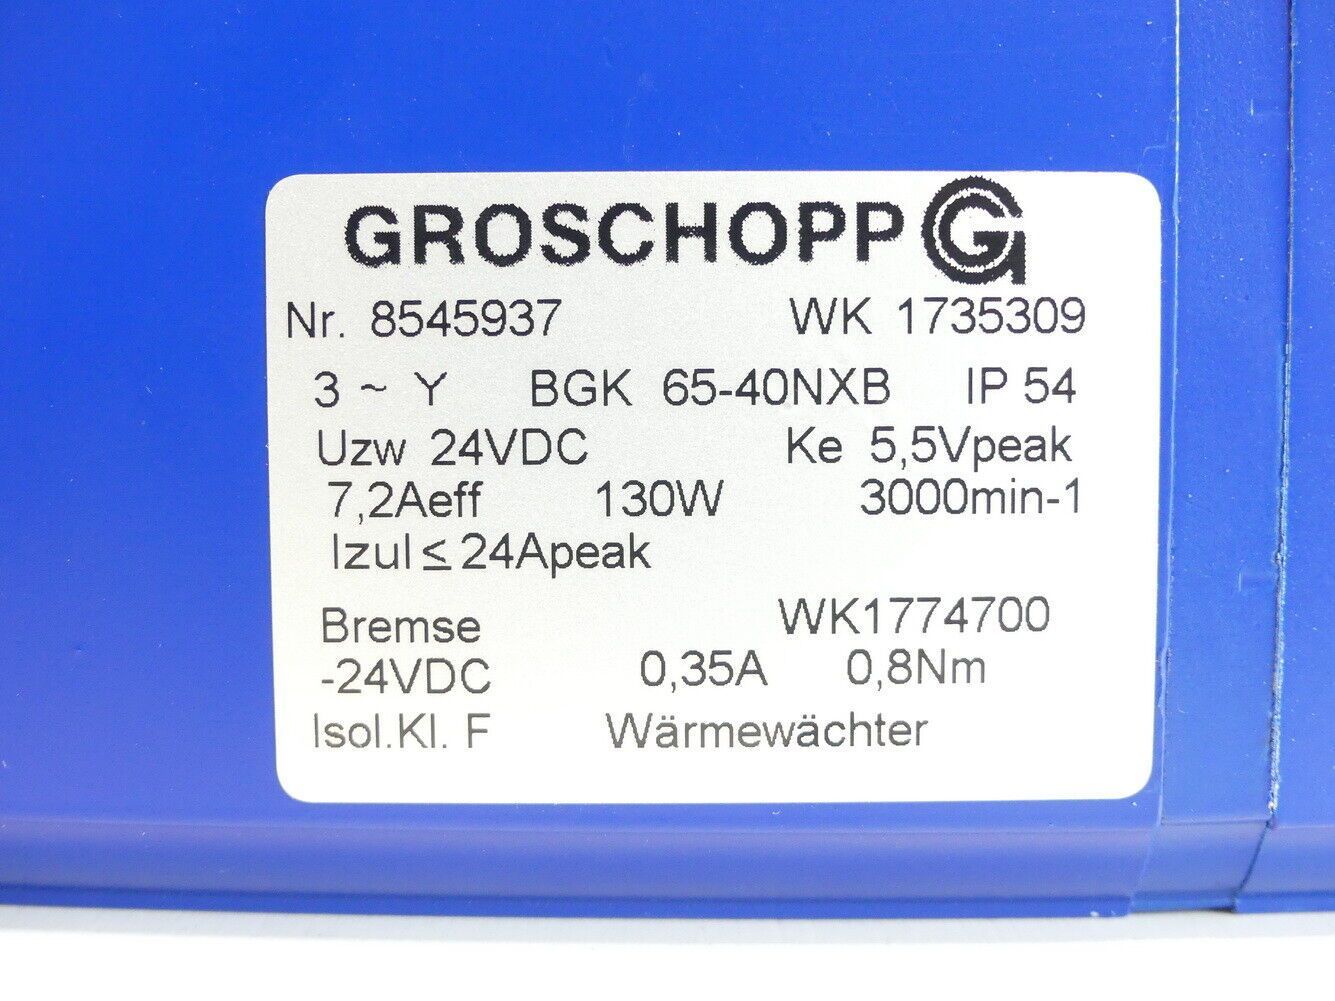 GROSCHOPP G
Nr. 8545937 WK 1735309
3 ~ Y BGK 65-40NXB IP 54
Uzw 24VDC Ke 5,5Vpeak
7,2Aeff 130W 3000min-1
Izul ≤ 24Apeak
Bremse WK1774700
-24VDC 0,35A 0,8Nm
Isol.Kl. F Wärmewächter